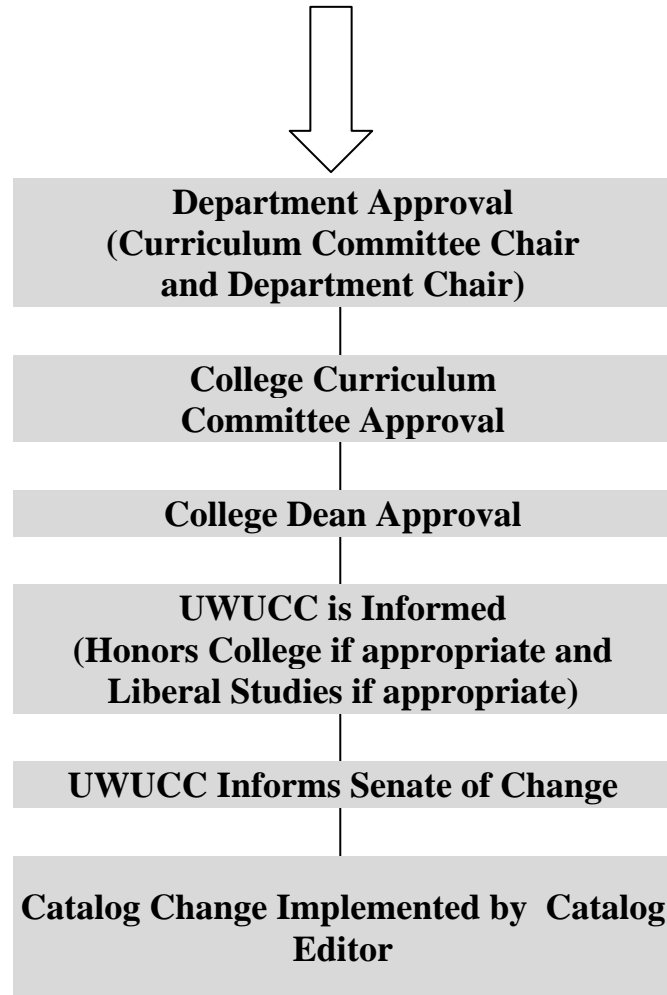 Department Approval
(Curriculum Committee Chair
and Department Chair)
College Curriculum
Committee Approval
College Dean Approval
UWUCC is Informed
(Honors College if appropriate and
Liberal Studies if appropriate)
UWUCC Informs Senate of Change
Catalog Change Implemented by  Catalog
Editor